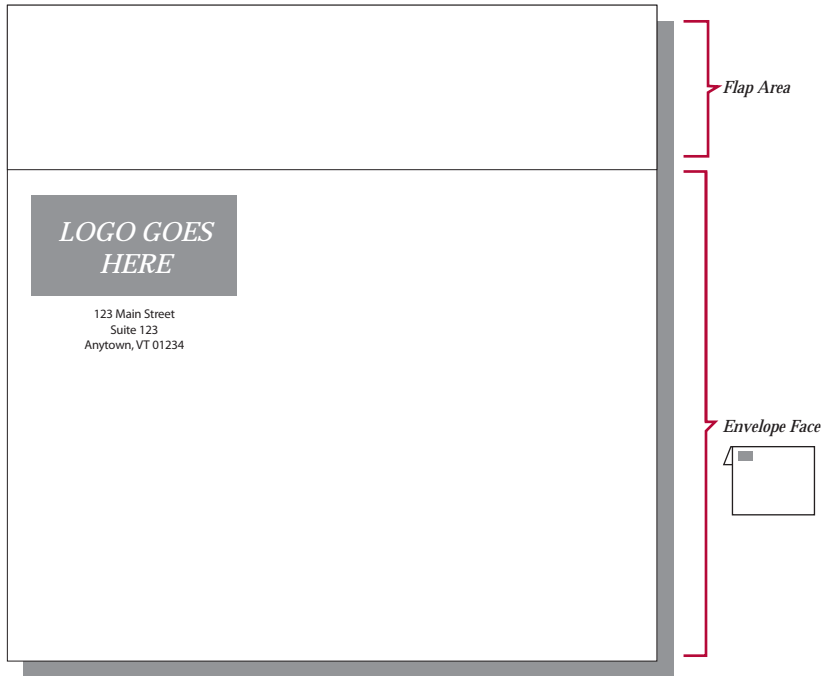 Flap Area
LOGO GOES
HERE
123 Main Street
Suite 123
Anytown, VT 01234
Envelope Face